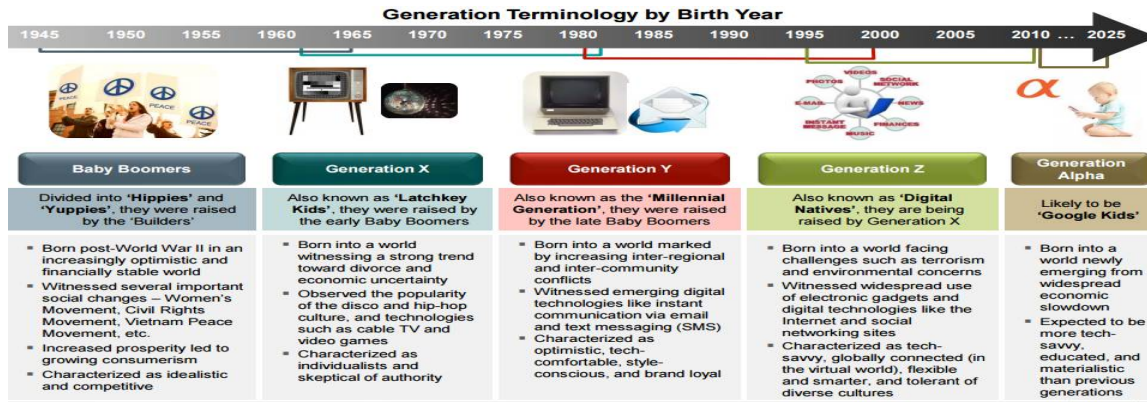 Generation Terminology by Birth Year
1945 1950 1955 1960 1965 1970 1975 1980 1985 1990 1995 2000 2005 2010 ... 2025
PEACE
PEACE
PEACE
VIDEOS
PHOTOS
SOCIAL
NETWORK
E-MAIL
NEWS
INSTANT
MESSAGE
FINANCES
MUSIC
α
Baby Boomers
Divided into 'Hippies' and
'Yuppies', they were raised
by the 'Builders'
▪ Born post-World War II in an
increasingly optimistic and
financially stable world
▪ Witnessed several important
social changes – Women's
Movement, Civil Rights
Movement, Vietnam Peace
Movement, etc.
▪ Increased prosperity led to
growing consumerism
▪ Characterized as idealistic and
competitive
Generation X
Also known as 'Latchkey
Kids', they were raised by
the early Baby Boomers
▪ Born into a world
witnessing a strong trend
toward divorce and
economic uncertainty
▪ Observed the popularity
of the disco and hip-hop
culture, and technologies
such as cable TV and
video games
▪ Characterized as
individualists and
skeptical of authority
Generation Y
Also known as the 'Millennial
Generation', they were raised
by the late Baby Boomers
▪ Born into a world marked
by increasing inter-regional
and inter-community
conflicts
▪ Witnessed emerging digital
technologies like instant
communication via email
and text messaging (SMS)
▪ Characterized as
optimistic, tech-
comfortable, style-
conscious, and brand loyal
Generation Z
Also known as 'Digital
Natives', they are being
raised by Generation X
▪ Born into a world facing
challenges such as terrorism
and environmental concerns
▪ Witnessed widespread use
of electronic gadgets and
digital technologies like the
Internet and social
networking sites
▪ Characterized as tech-
savvy, globally connected (in
the virtual world), flexible
and smarter, and tolerant of
diverse cultures
Generation
Alpha
Likely to be
'Google Kids'
▪ Born into a
world newly
emerging from
widespread
economic
slowdown
▪ Expected to be
more tech-
savvy,
educated, and
materialistic
than previous
generations